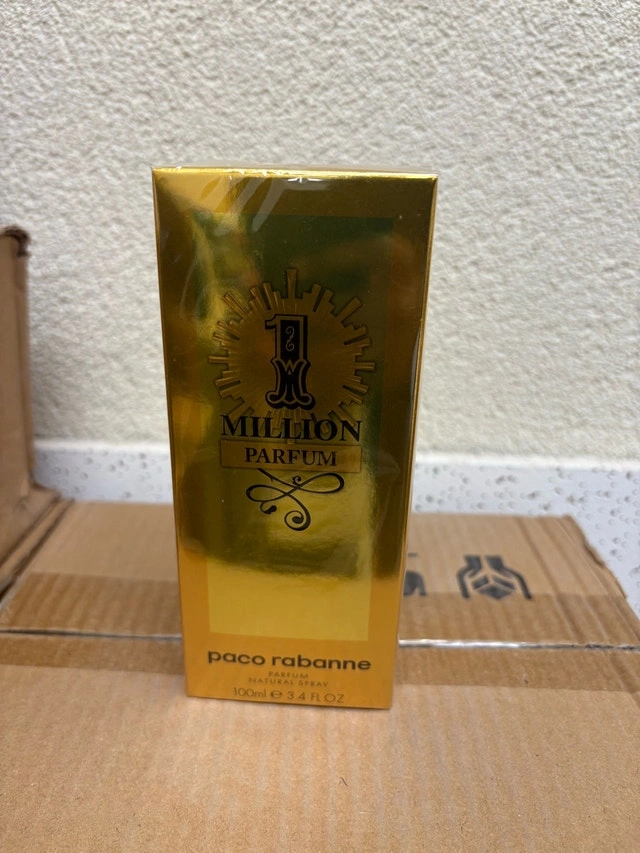 1
MILLION
PARFUM
paco rabanne
PARFUM
NATURAL SPRAY
100ml ℮ 3.4 FL OZ